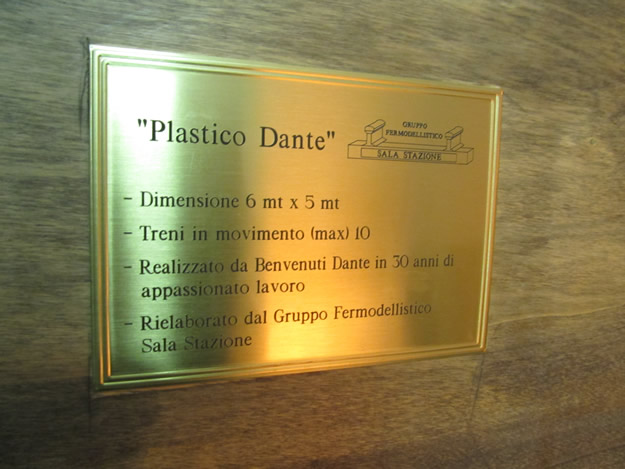 "Plastico Dante"
GRUPPO
FERMODELLISTICO
SALA STAZIONE
- Dimensione 6 mt x 5 mt
- Treni in movimento (max) 10
- Realizzato da Benvenuti Dante in 30 anni di
appassionato lavoro
- Rielaborato dal Gruppo Fermodellistico
Sala Stazione